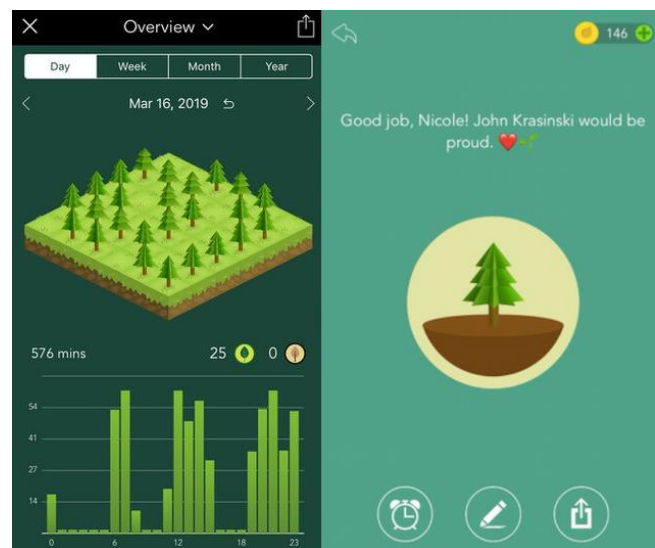 Overview
Day Week Month Year
Mar 16, 2019
576 mins 25 0
54
41
27
14
0 6 12 18 23
146
Good job, Nicole! John Krasinski would be
proud. ❤️🌱